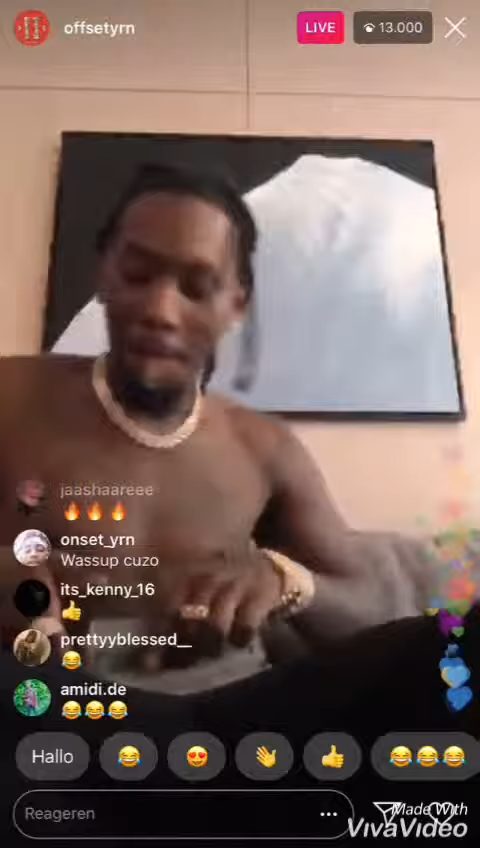 offsetyrn
LIVE
13.000
jaashaareee
🔥🔥🔥
onset_yrn
Wassup cuzo
its_kenny_16
👍
prettyyblessed__
😂
amidi.de
😂😂😂
Hallo 😂 😍 👋 👍 😂😂😂
Reageren
Made With
VivaVideo